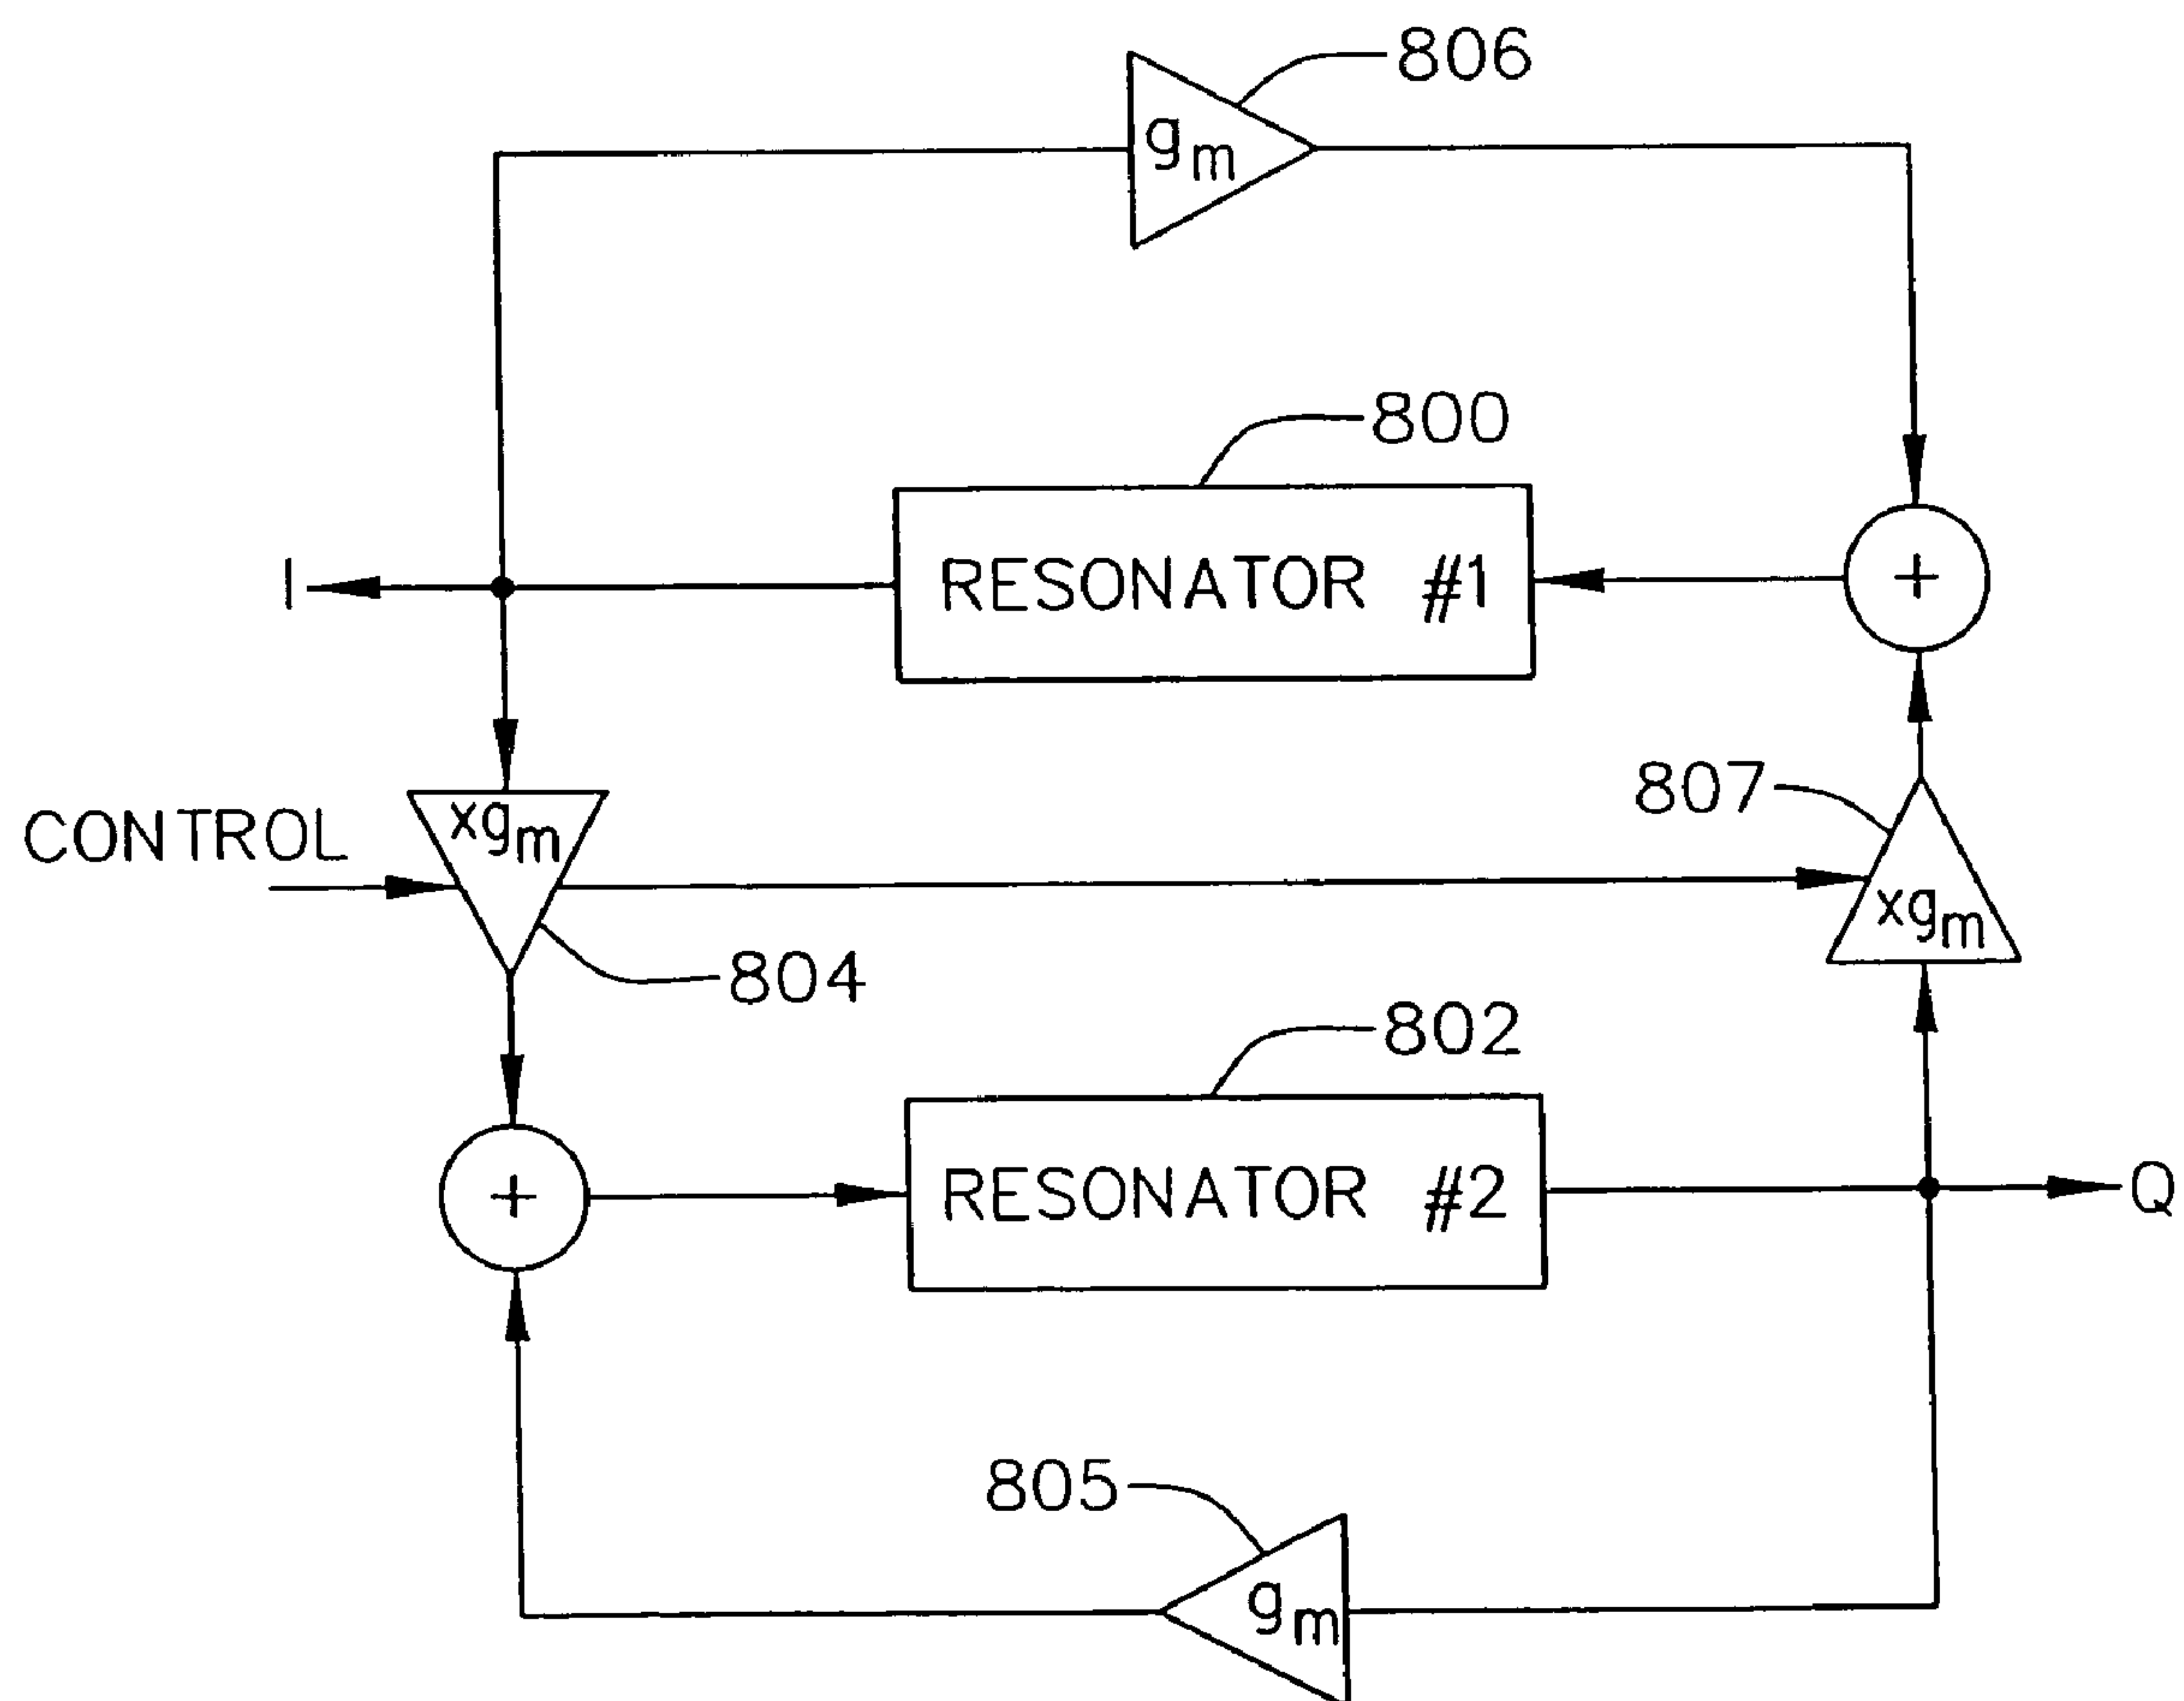 806
gm
800
I
RESONATOR #1
+
CONTROL
xgm
807
xgm
804
802
+
RESONATOR #2
Q
805
gm